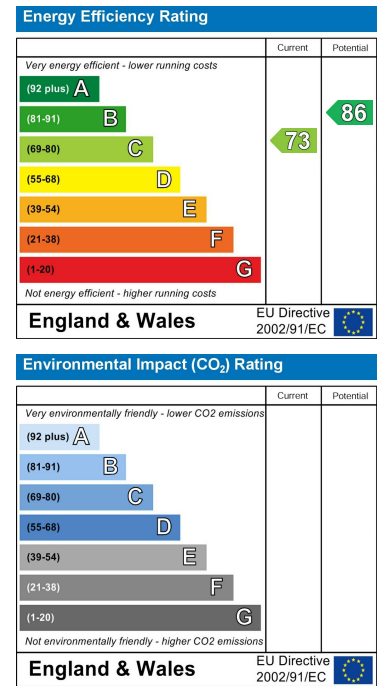 Energy Efficiency Rating
Current Potential
Very energy efficient - lower running costs
(92 plus) A
(81-91) B
(69-80) C
(55-68) D
(39-54) E
(21-38) F
(1-20) G
73
86
Not energy efficient - higher running costs
England & Wales
EU Directive
2002/91/EC
Environmental Impact (CO₂) Rating
Current Potential
Very environmentally friendly - lower CO2 emissions
(92 plus) A
(81-91) B
(69-80) C
(55-68) D
(39-54) E
(21-38) F
(1-20) G
Not environmentally friendly - higher CO2 emissions
England & Wales
EU Directive
2002/91/EC